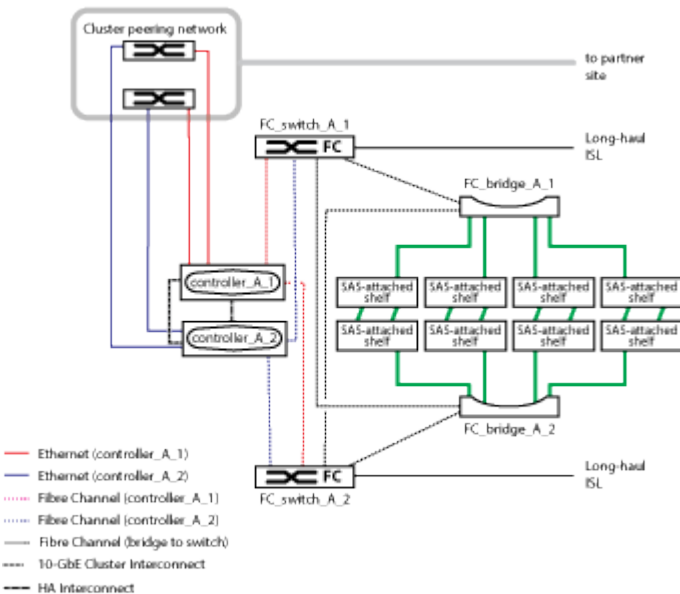 Cluster peering network
to partner
site
FC_switch_A_1
FC
Long-haul
ISL
FC_bridge_A_1
controller_A_1
SAS-attached
shelf
SAS-attached
shelf
SAS-attached
shelf
SAS-attached
shelf
controller_A_2
SAS-attached
shelf
SAS-attached
shelf
SAS-attached
shelf
SAS-attached
shelf
FC_bridge_A_2
Ethernet (controller_A_1)
Ethernet (controller_A_2)
Fibre Channel (controller_A_1)
Fibre Channel (controller_A_2)
Fibre Channel (bridge to switch)
10-GbE Cluster Interconnect
HA Interconnect
FC
FC_switch_A_2
Long-haul
ISL